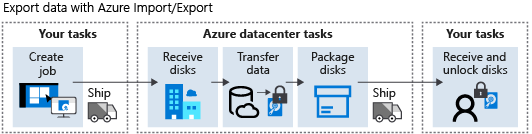 Export data with Azure Import/Export
Your tasks
Azure datacenter tasks
Your tasks
Create
job
Ship
Receive
disks
Transfer
data
Package
disks
Ship
Receive and
unlock disks